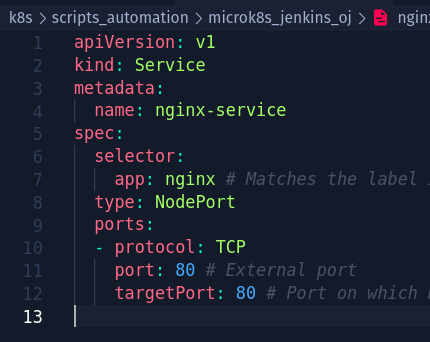 k8s > scripts_automation > microk8s_jenkins_oj > nginx
1 apiVersion: v1
2 kind: Service
3 metadata:
4   name: nginx-service
5 spec:
6   selector:
7     app: nginx # Matches the label
8   type: NodePort
9   ports:
10   - protocol: TCP
11     port: 80 # External port
12     targetPort: 80 # Port on which
13